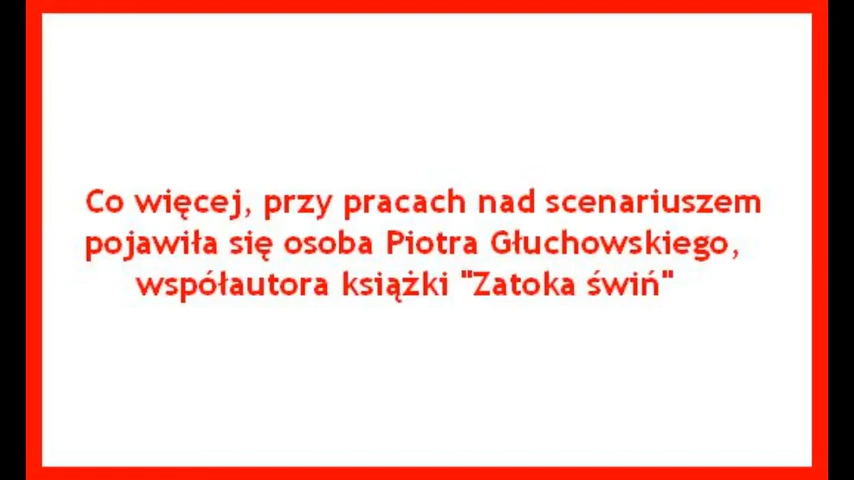 Co więcej, przy pracach nad scenariuszem
pojawiła się osoba Piotra Głuchowskiego,
współautora książki "Zatoka świń"